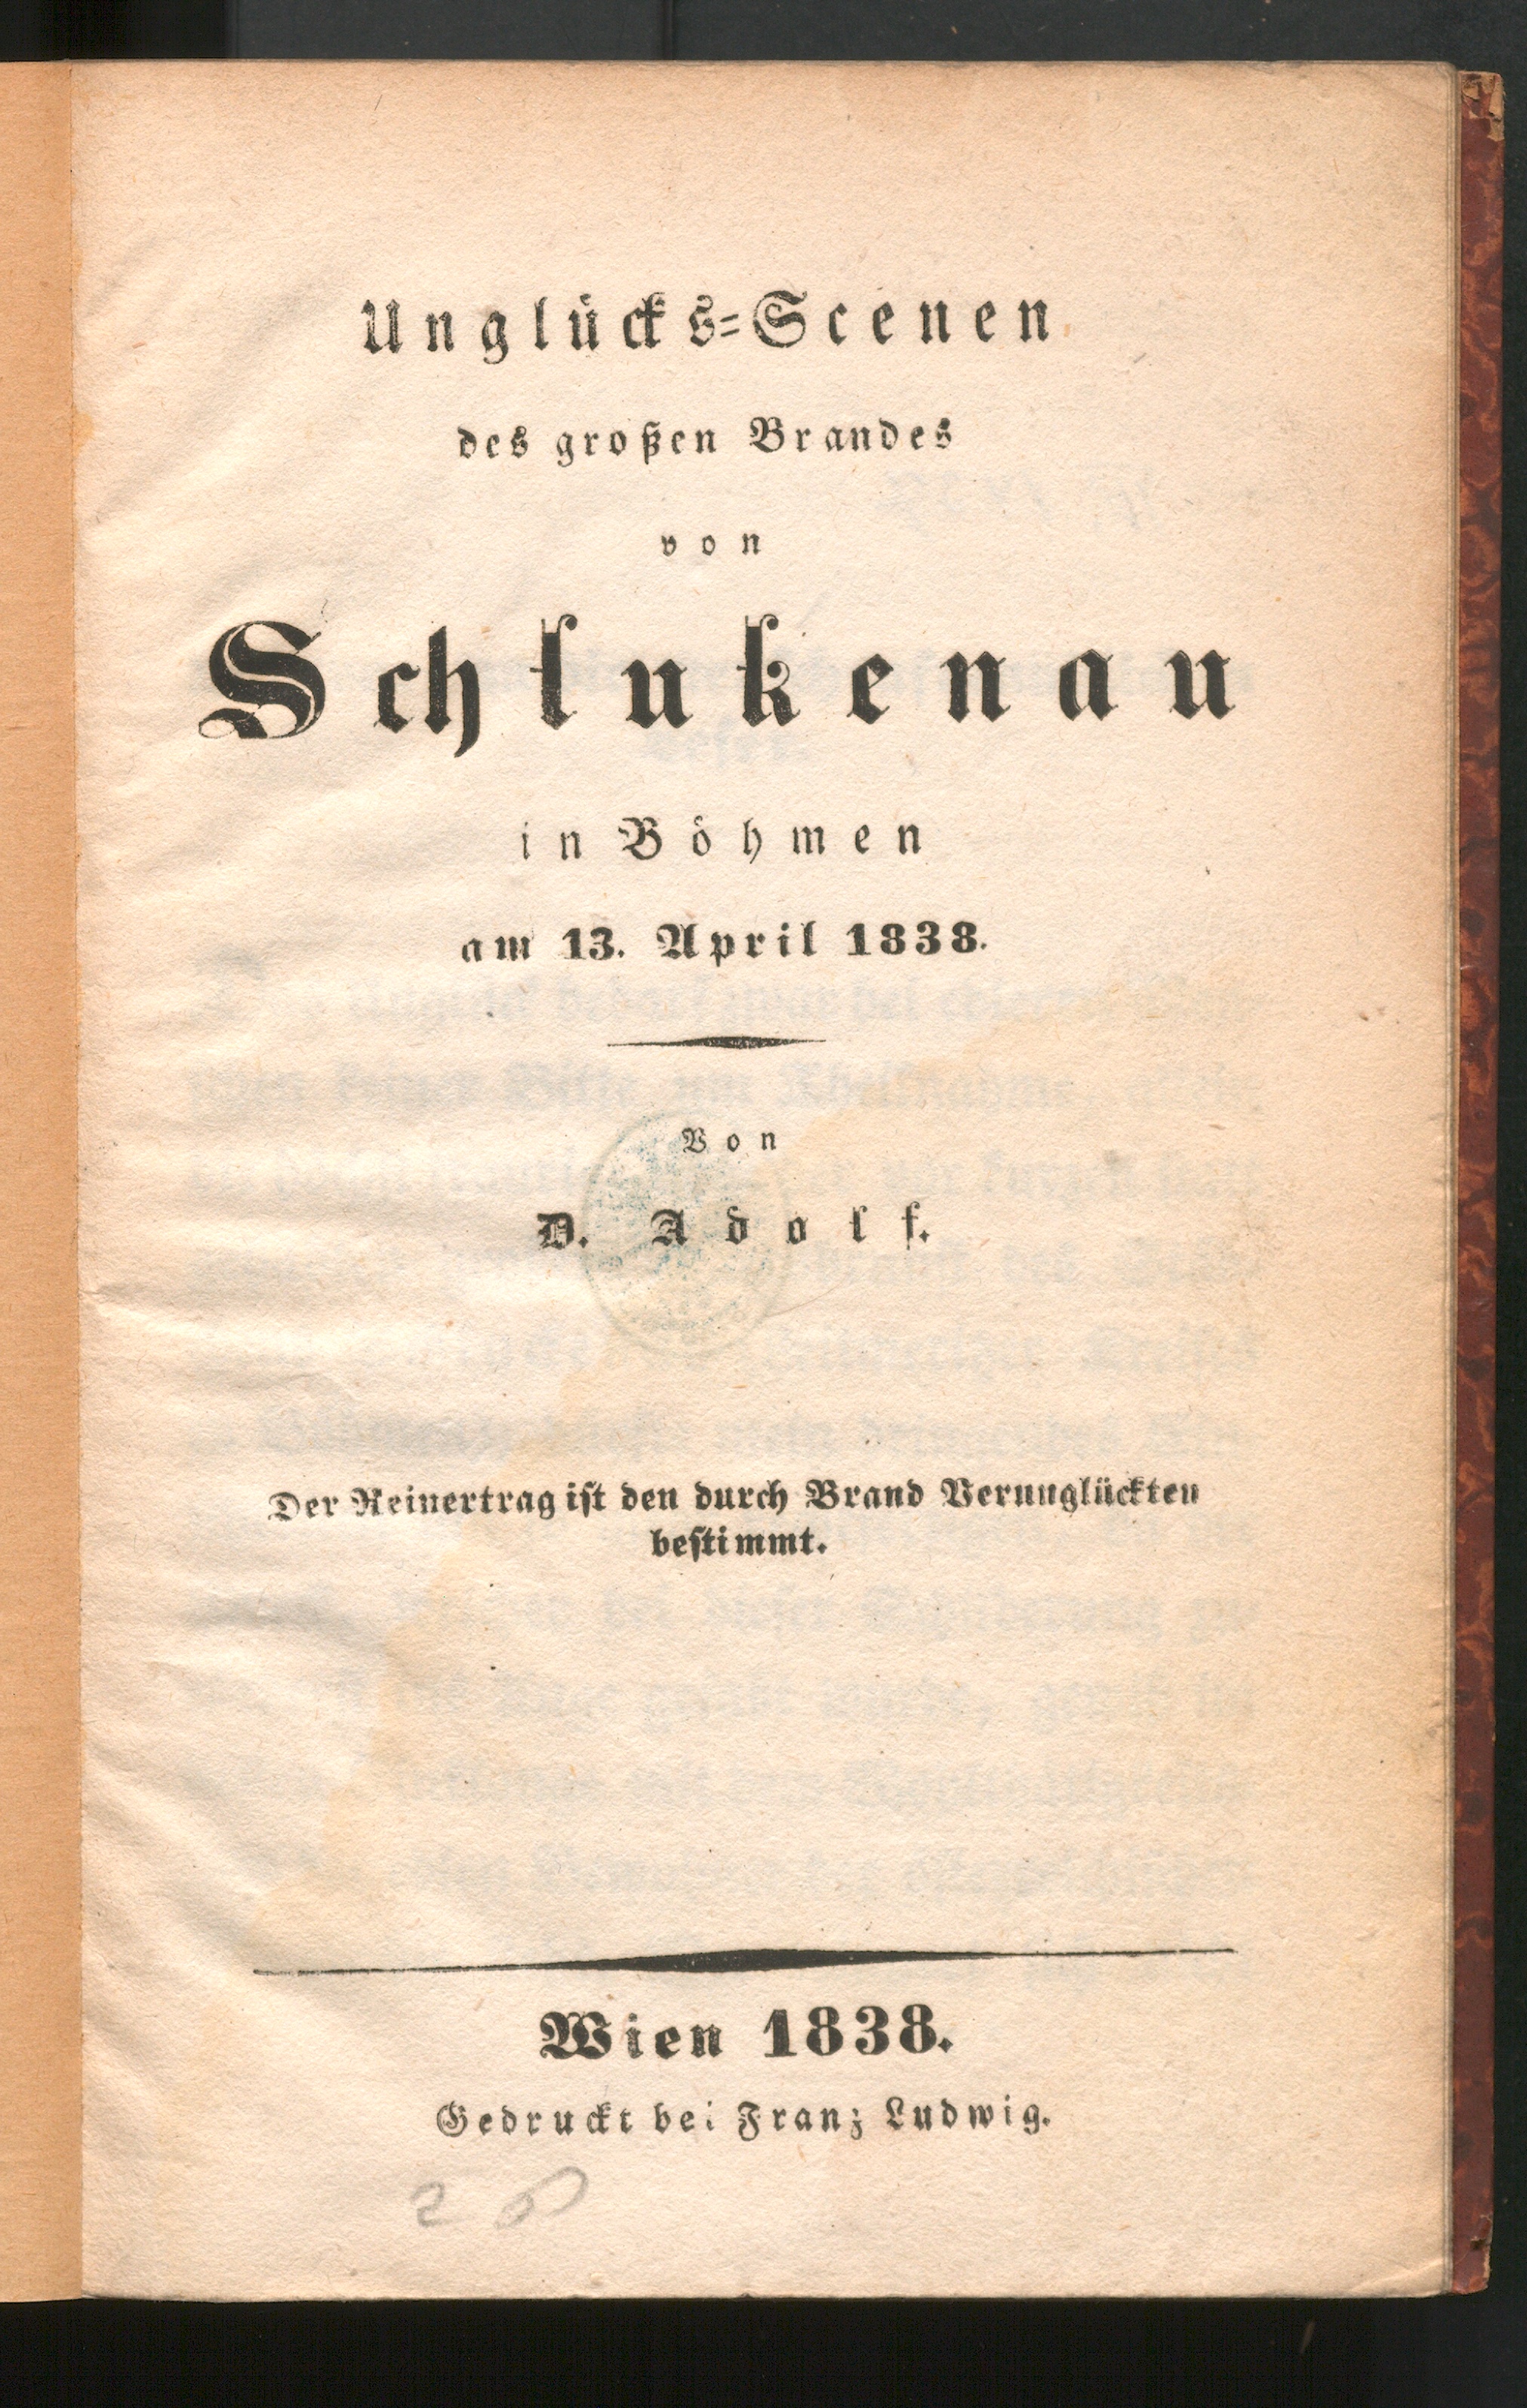 Unglücks-Scenen
des großen Brandes
von
Schlukenau
in Böhmen
am 13. April 1838.
Von
D. Adolf.
Der Reinertrag ist den durch Brand Verunglückten
bestimmt.
Wien 1838.
Gedruckt bei Franz Ludwig.